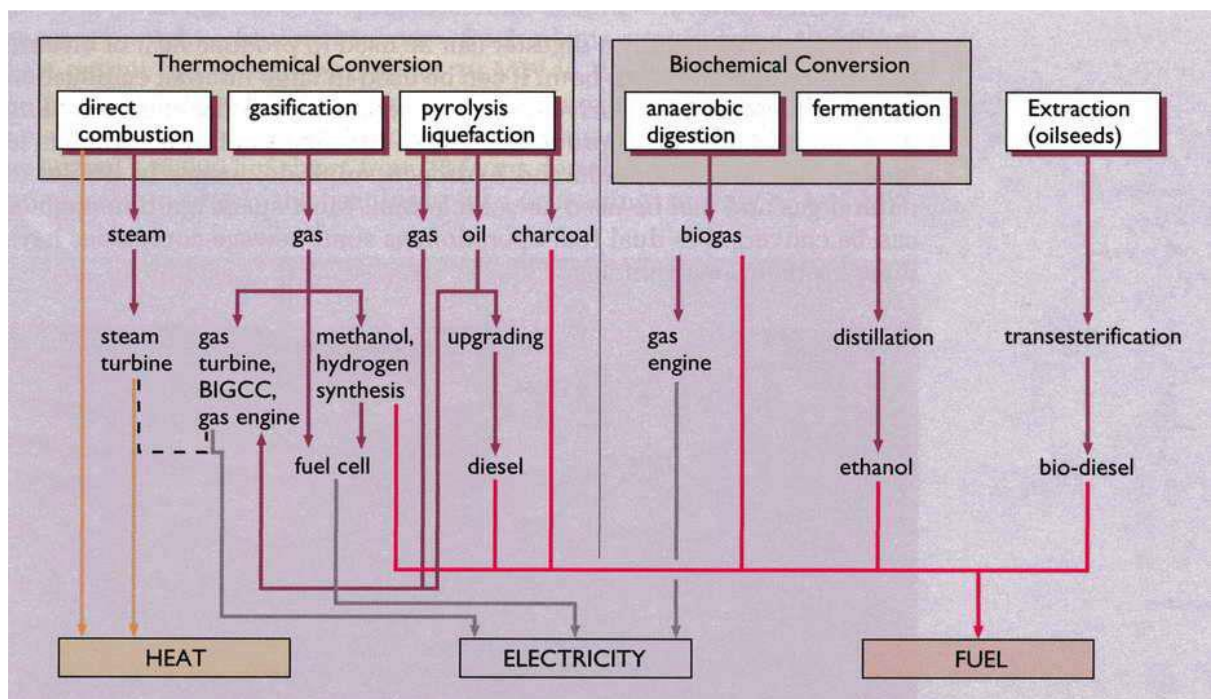 Thermochemical Conversion
Biochemical Conversion
direct
combustion
gasification
pyrolysis
liquefaction
anaerobic
digestion
fermentation
Extraction
(oilseeds)
steam
gas
gas
oil
charcoal
biogas
steam
turbine
gas
turbine,
BIGCC,
gas engine
methanol,
hydrogen
synthesis
upgrading
gas
engine
distillation
transesterification
fuel cell
diesel
ethanol
bio-diesel
HEAT
ELECTRICITY
FUEL